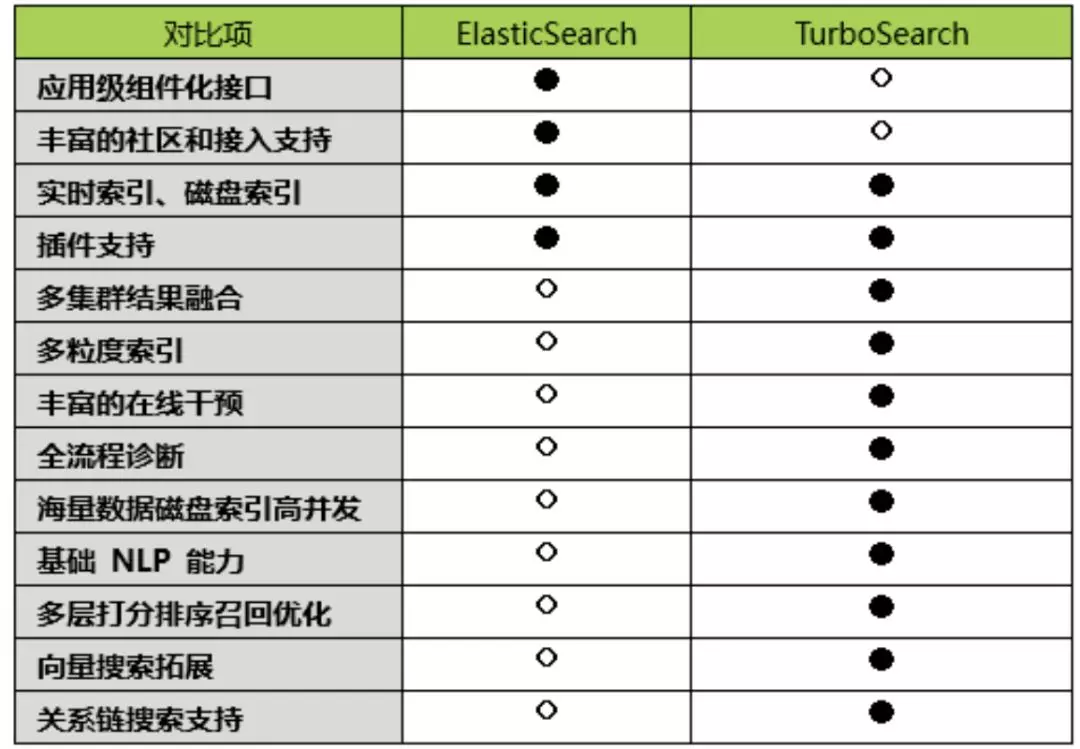 对比项 ElasticSearch TurboSearch
应用级组件化接口 ● ○
丰富的社区和接入支持 ● ○
实时索引、磁盘索引 ● ●
插件支持 ● ●
多集群结果融合 ○ ●
多粒度索引 ○ ●
丰富的在线干预 ○ ●
全流程诊断 ○ ●
海量数据磁盘索引高并发 ○ ●
基础 NLP 能力 ○ ●
多层打分排序召回优化 ○ ●
向量搜索拓展 ○ ●
关系链搜索支持 ○ ●